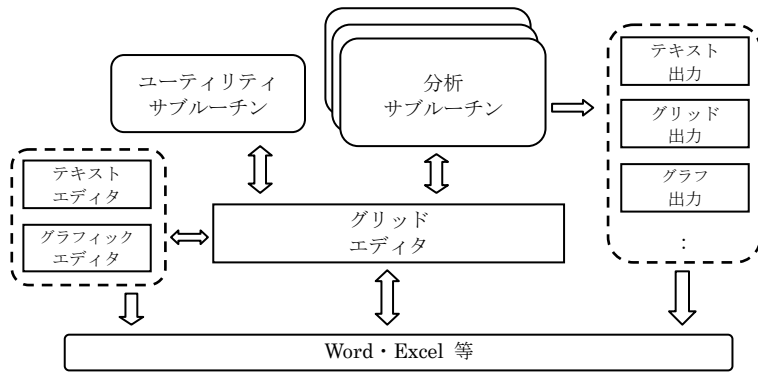 ユーティリティ
サブルーチン
分析
サブルーチン
テキスト
出力
グリッド
出力
グラフ
出力
:
テキスト
エディタ
グラフィック
エディタ
グリッド
エディタ
Word・Excel 等